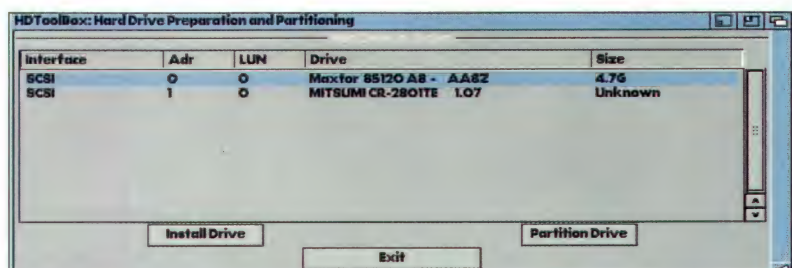 HDToolBox: Hard Drive Preparation and Partitioning
Interface Adr LUN Drive Size
SCSI 0 0 Maxtor 85120 A8 - AA8Z 4.7G
SCSI 1 0 MITSUMI CR-2801TE 1.07 Unknown
Install Drive Partition Drive
Exit